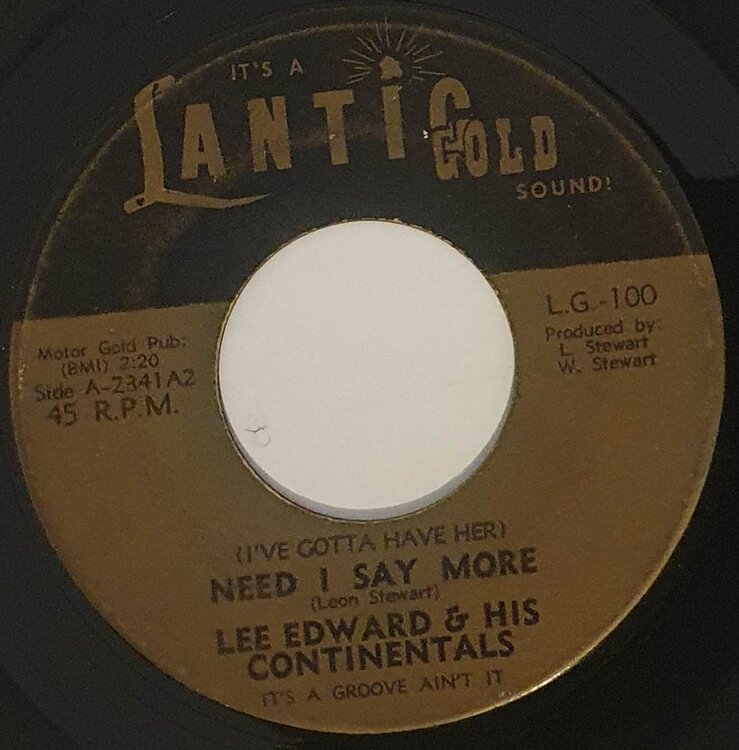 IT'S A
LANTI GOLD
SOUND!
Motor Gold Pub:
(BMI) 2:20
Side A-2341A2
45 R.P.M.
L.G.-100
Produced by:
L. Stewart
W. Stewart
(I'VE GOTTA HAVE HER)
NEED I SAY MORE
(Leon Stewart)
LEE EDWARD & HIS
CONTINENTALS
IT'S A GROOVE AIN'T IT